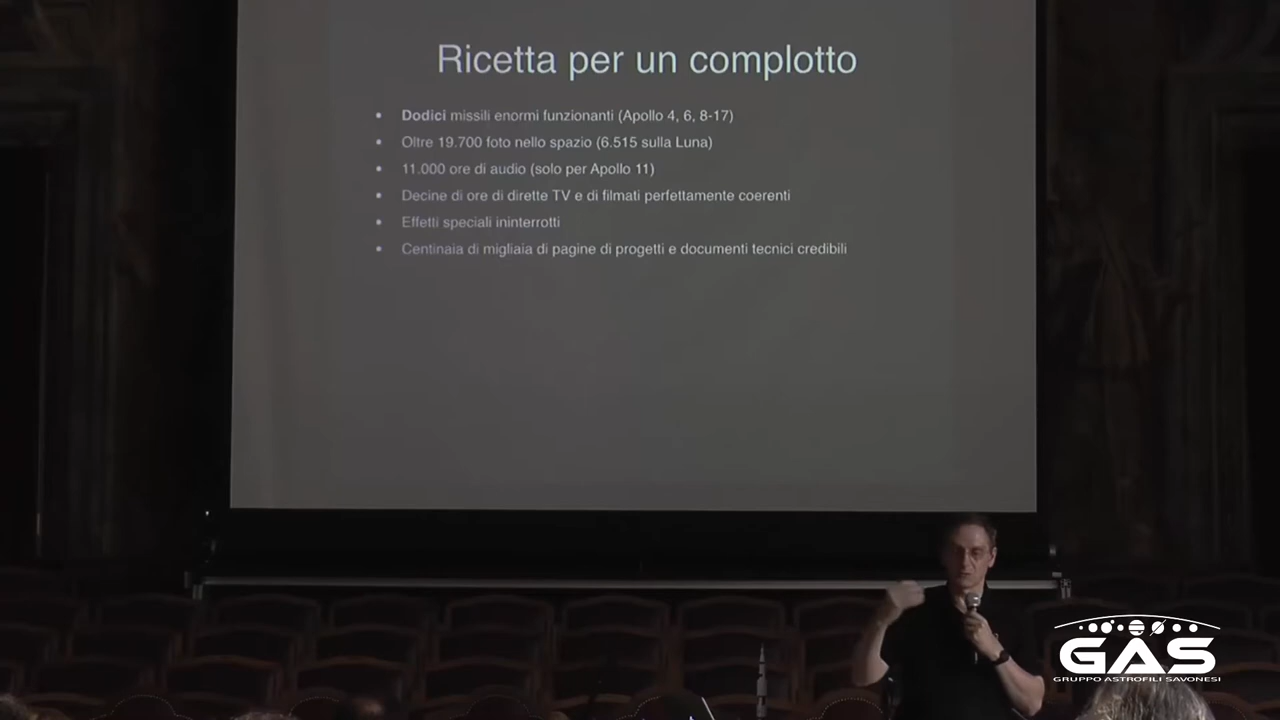 Ricetta per un complotto
• Dodici missili enormi funzionanti (Apollo 4, 6, 8-17)
• Oltre 19.700 foto nello spazio (6.515 sulla Luna)
• 11.000 ore di audio (solo per Apollo 11)
• Decine di ore di dirette TV e di filmati perfettamente coerenti
• Effetti speciali ininterrotti
• Centinaia di migliaia di pagine di progetti e documenti tecnici credibili
GAS
GRUPPO ASTROFILI SAVONESI